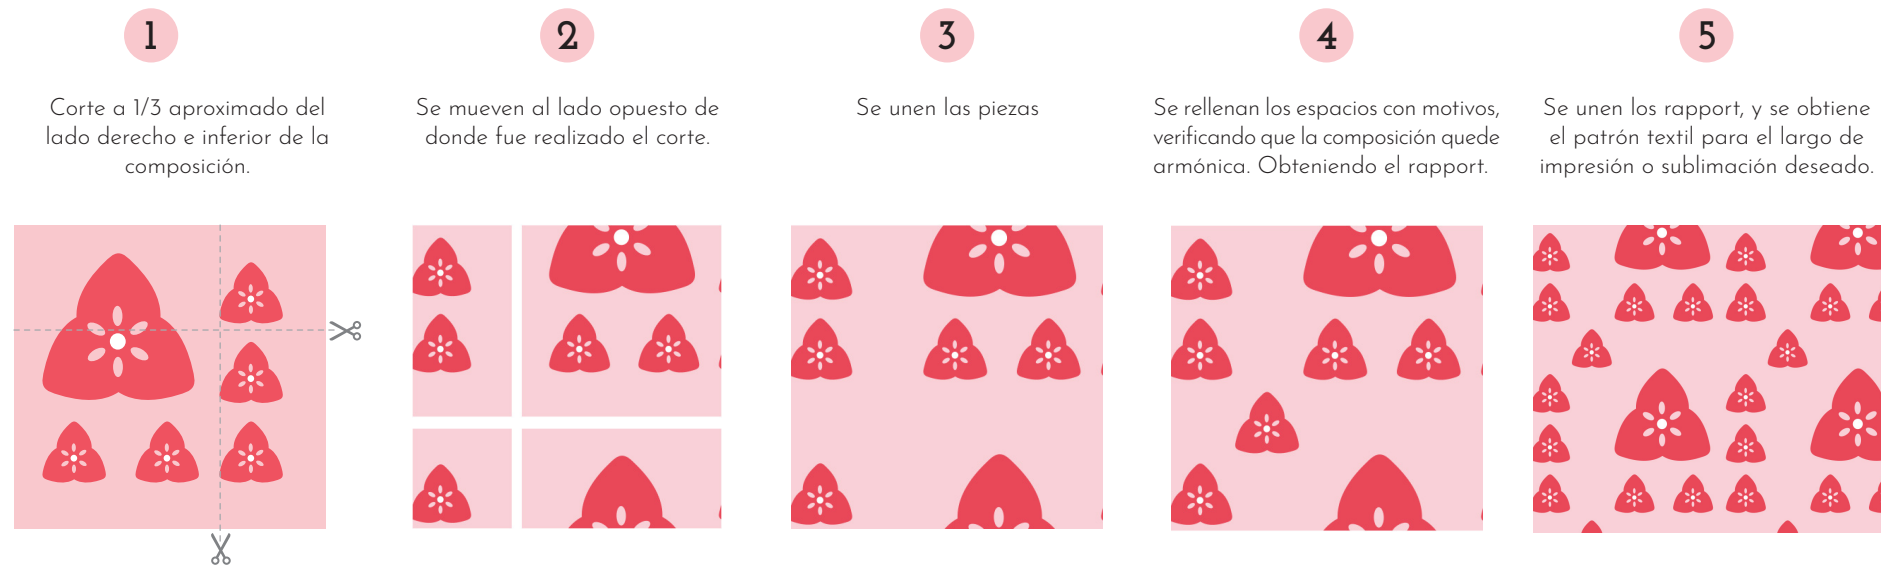 1
Corte a 1/3 aproximado del
lado derecho e inferior de la
composición.
2
Se mueven al lado opuesto de
donde fue realizado el corte.
3
Se unen las piezas
4
Se rellenan los espacios con motivos,
verificando que la composición quede
armónica. Obteniendo el rapport.
5
Se unen los rapport, y se obtiene
el patrón textil para el largo de
impresión o sublimación deseado.